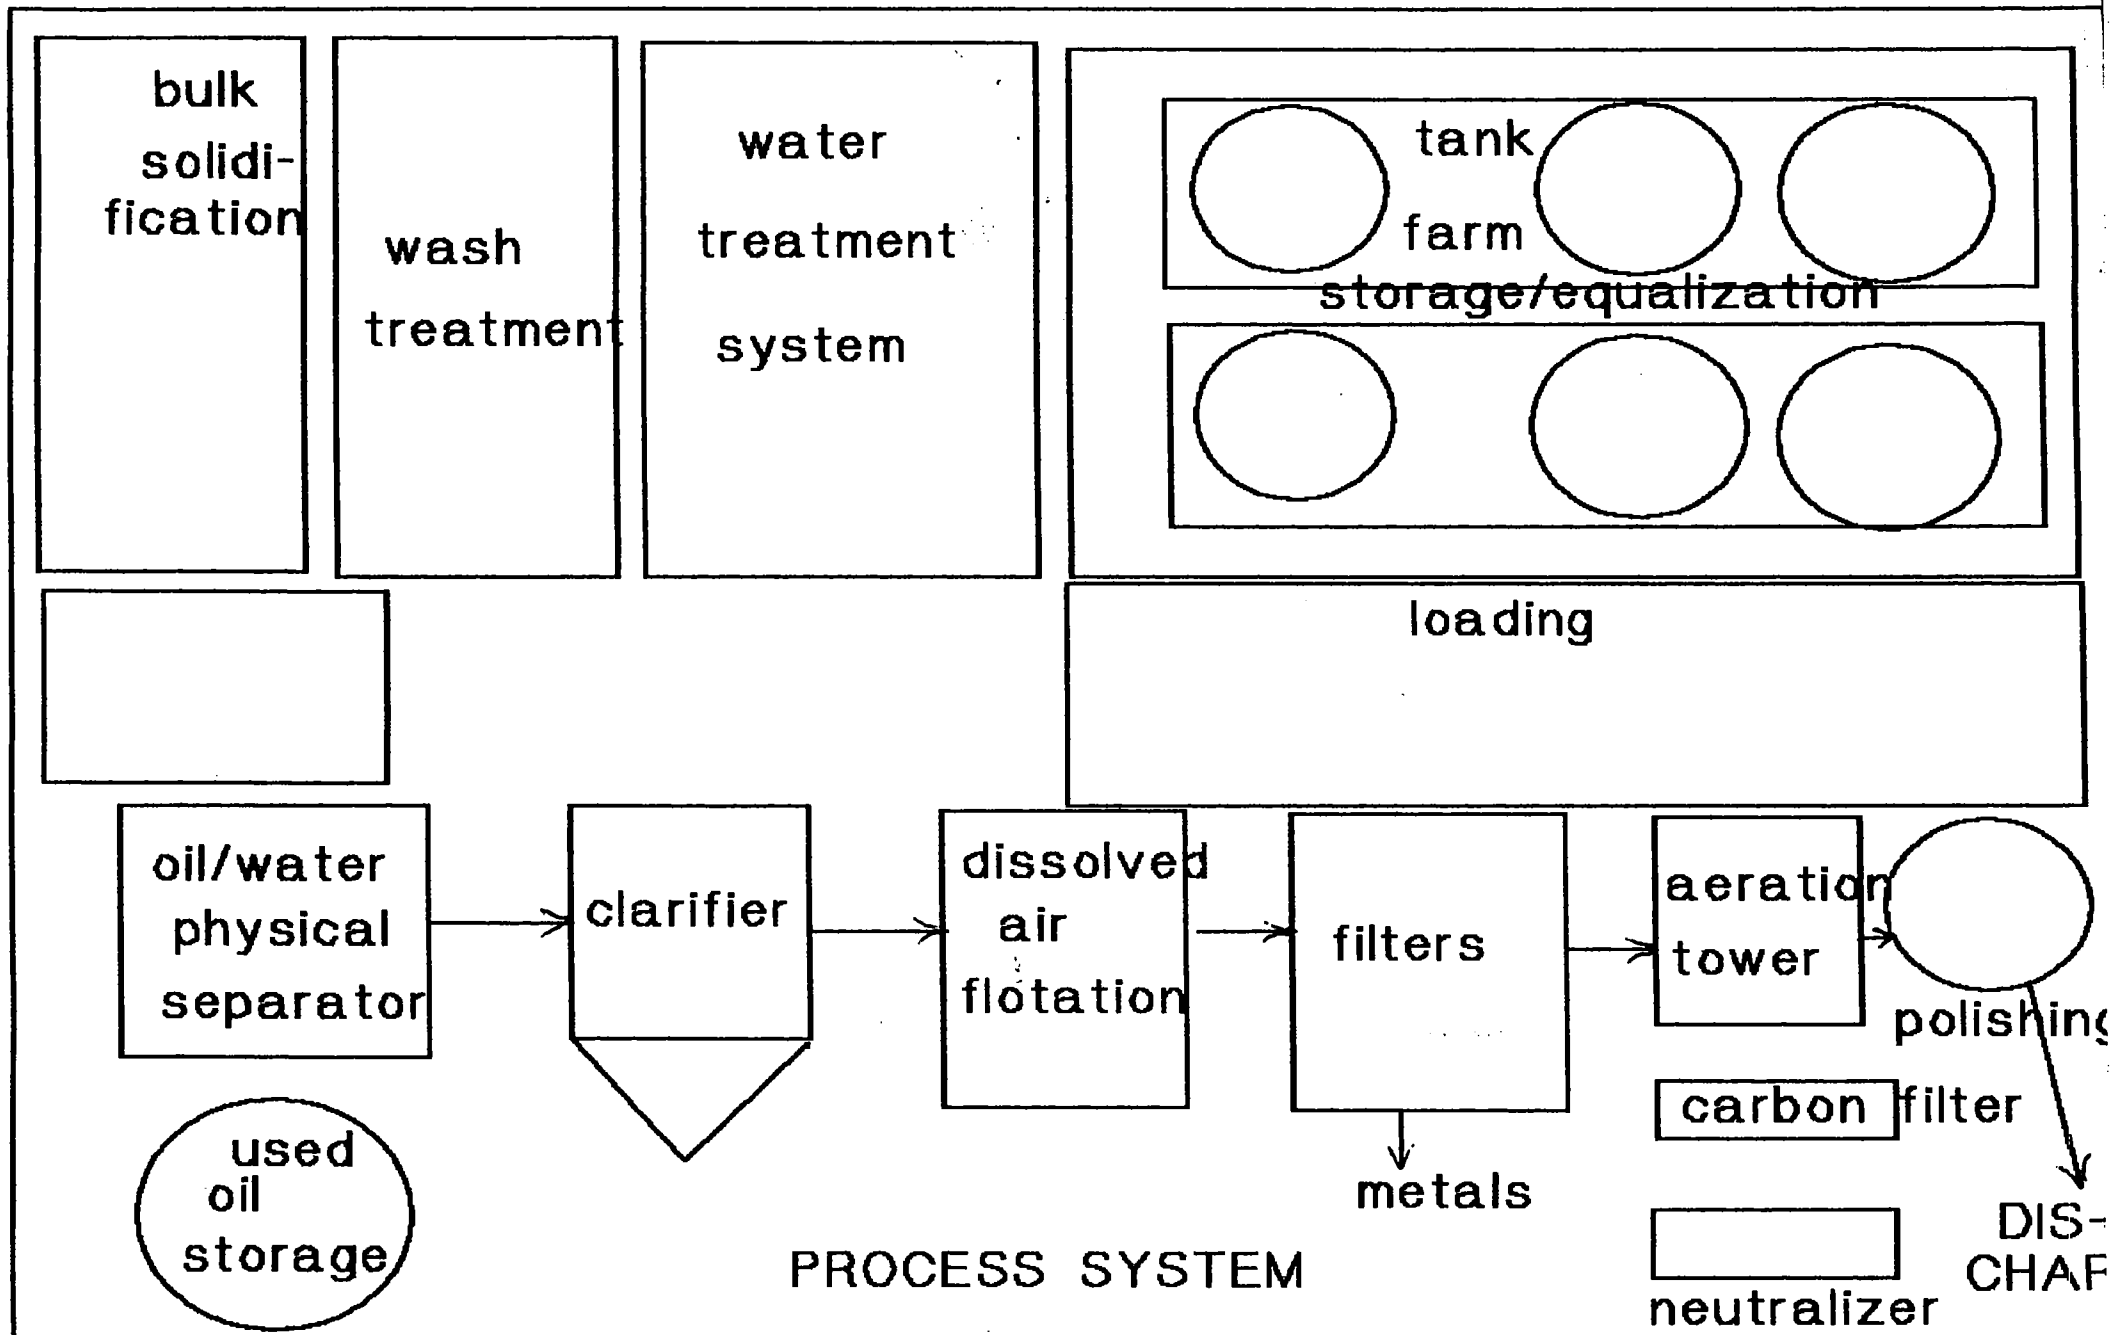 bulk
solidi-
fication
wash
treatment
water
treatment
system
tank
farm
storage/equalization
loading
oil/water
physical
separator
clarifier
dissolved
air
flotation
filters
aeration
tower
polishing
carbon filter
used
oil
storage
metals
PROCESS SYSTEM
neutralizer
DIS-